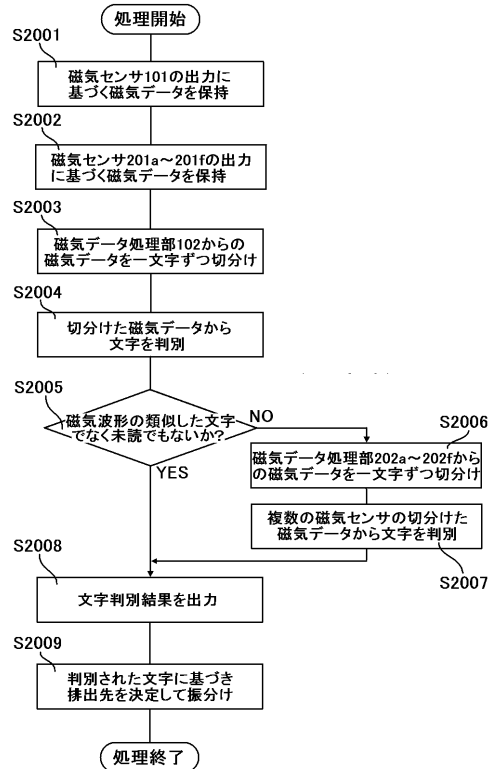 処理開始
S2001
磁気センサ101の出力に
基づく磁気データを保持
S2002
磁気センサ201a～201fの出力
に基づく磁気データを保持
S2003
磁気データ処理部102からの
磁気データを一文字ずつ切分け
S2004
切分けた磁気データから
文字を判別
S2005
磁気波形の類似した文字
でなく未読でもないか?
NO
YES
S2006
磁気データ処理部202a～202fから
の磁気データを一文字ずつ切分け
複数の磁気センサの切分けた
磁気データから文字を判別
S2007
S2008
文字判別結果を出力
S2009
判別された文字に基づき
排出先を決定して振分け
処理終了